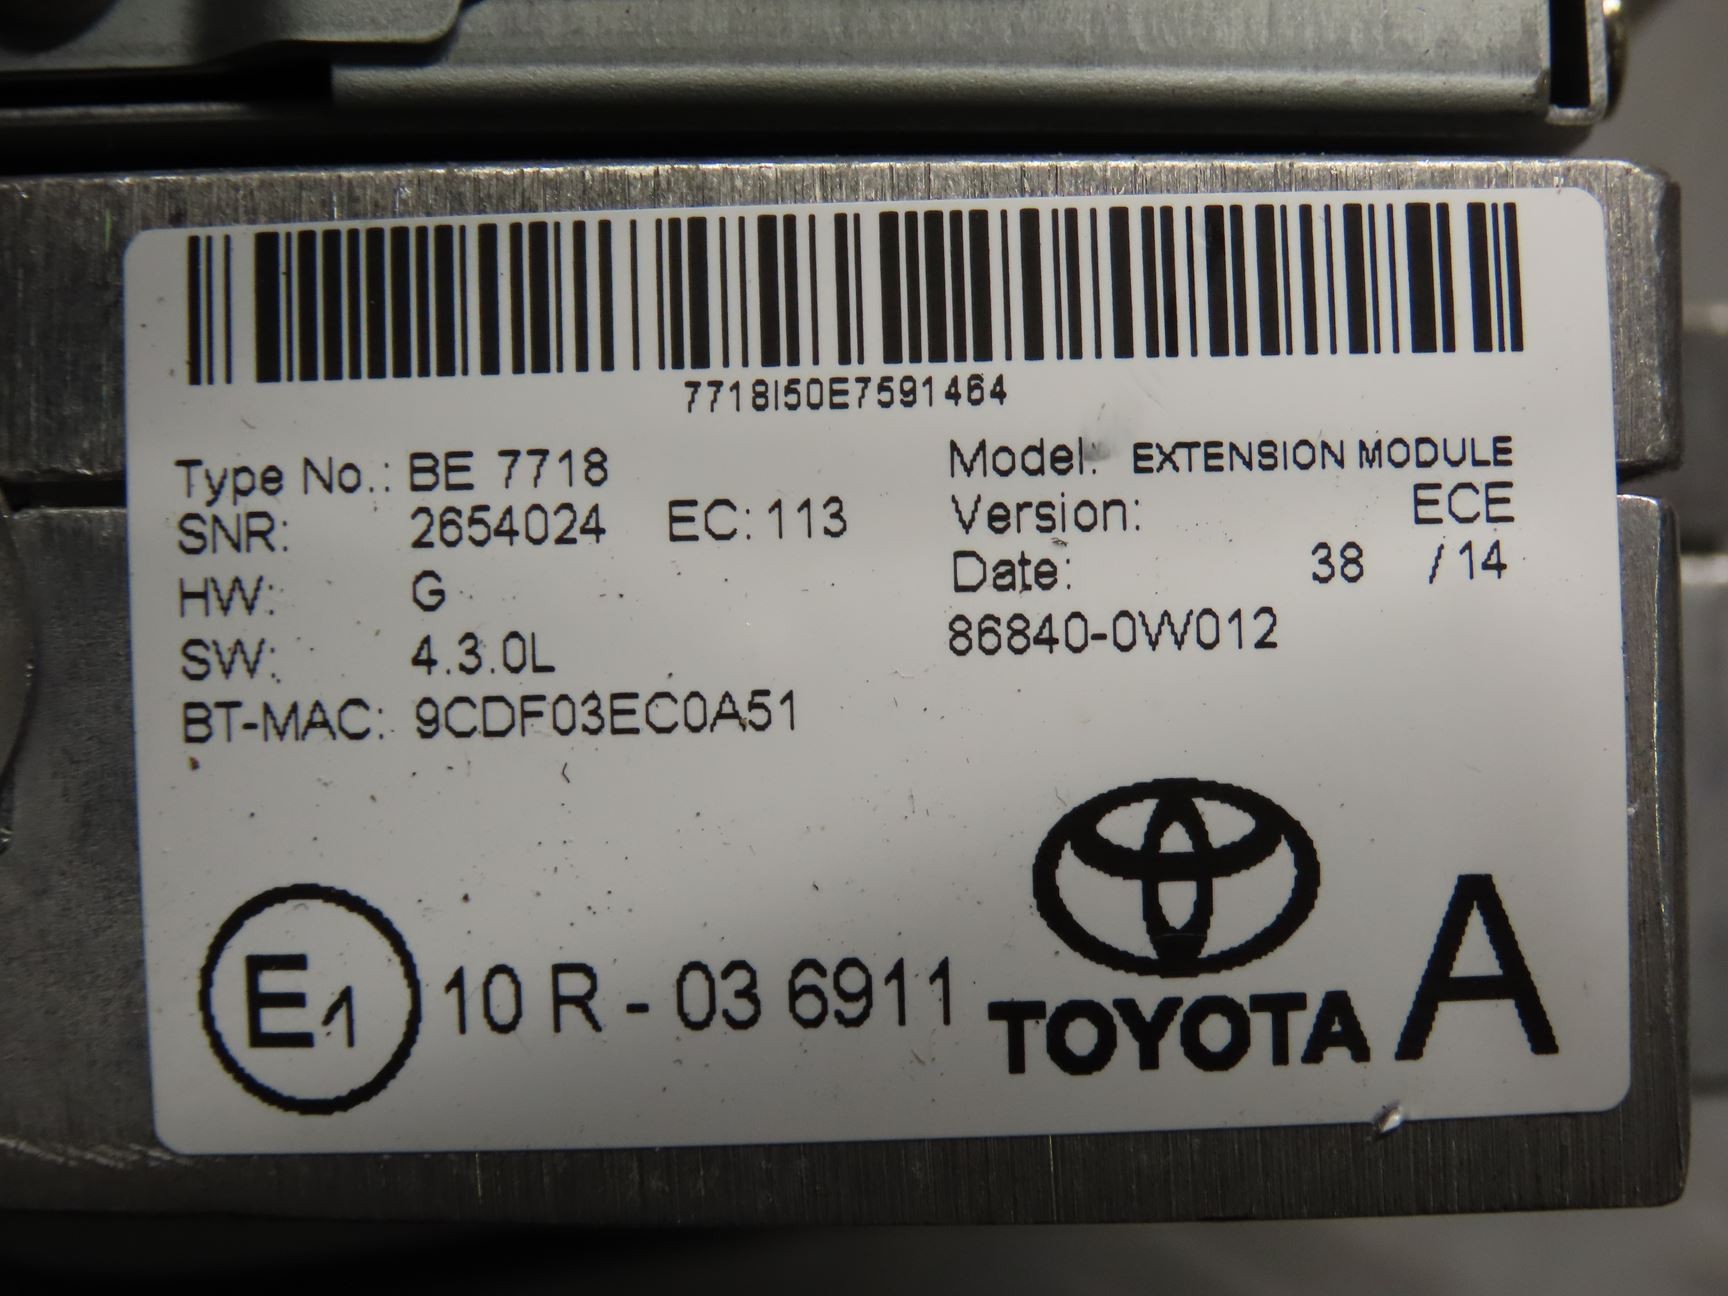 7718I50E7591464
Type No.: BE 7718
SNR: 2654024 EC: 113
HW: G
SW: 4.3.0L
BT-MAC: 9CDF03EC0A51
Model: EXTENSION MODULE
Version: ECE
Date: 38 /14
86840-0W012
E1 10 R - 03 6911
TOYOTA A